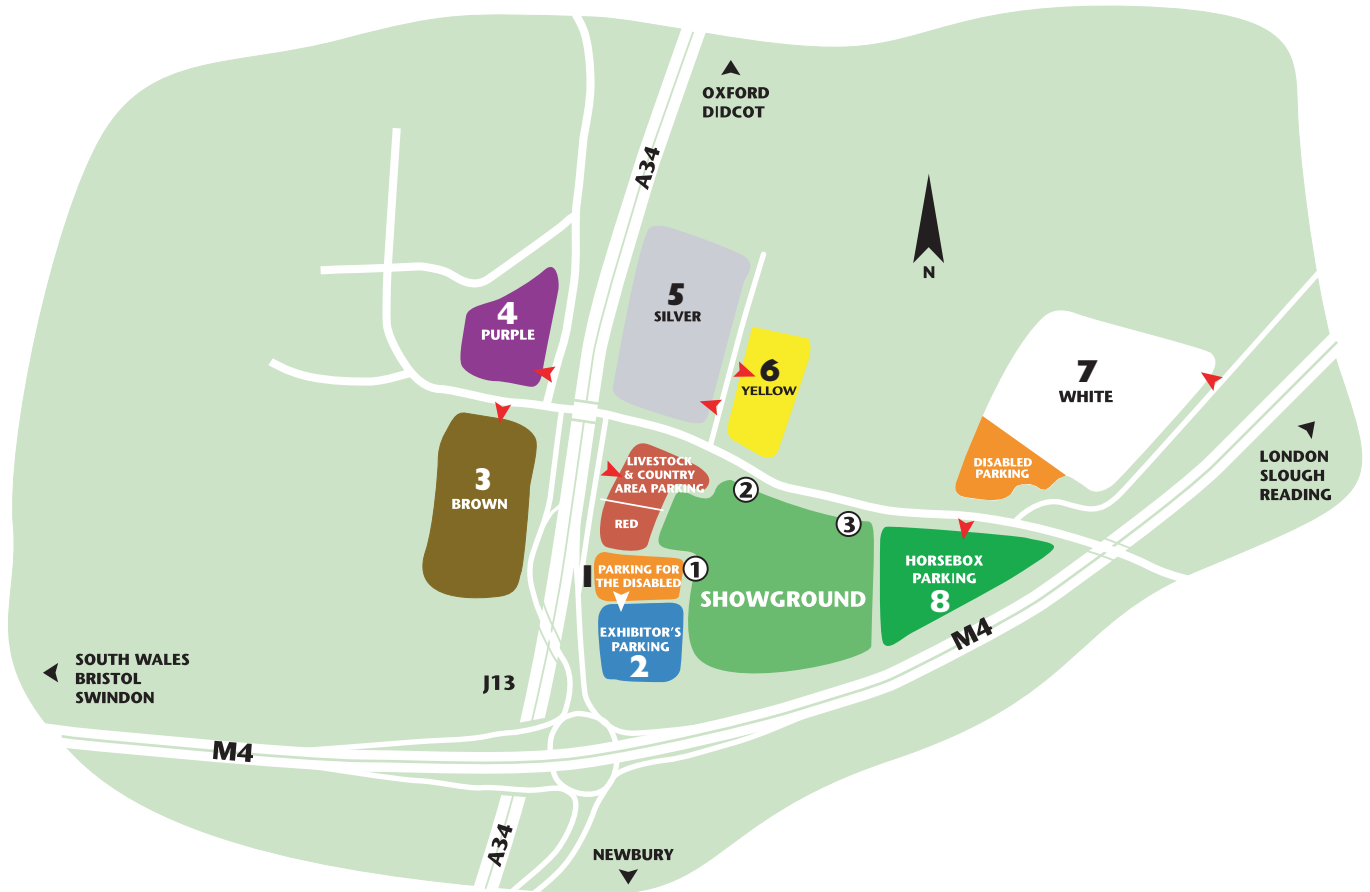 OXFORD
DIDCOT
A34
N
5
SILVER
4
PURPLE
6
YELLOW
7
WHITE
DISABLED
PARKING
LONDON
SLOUGH
READING
3
BROWN
LIVESTOCK
& COUNTRY
AREA PARKING
RED
2
3
1
PARKING FOR
THE DISABLED
1
SHOWGROUND
HORSEBOX
PARKING
8
EXHIBITOR'S
PARKING
2
M4
SOUTH WALES
BRISTOL
SWINDON
J13
M4
A34
NEWBURY